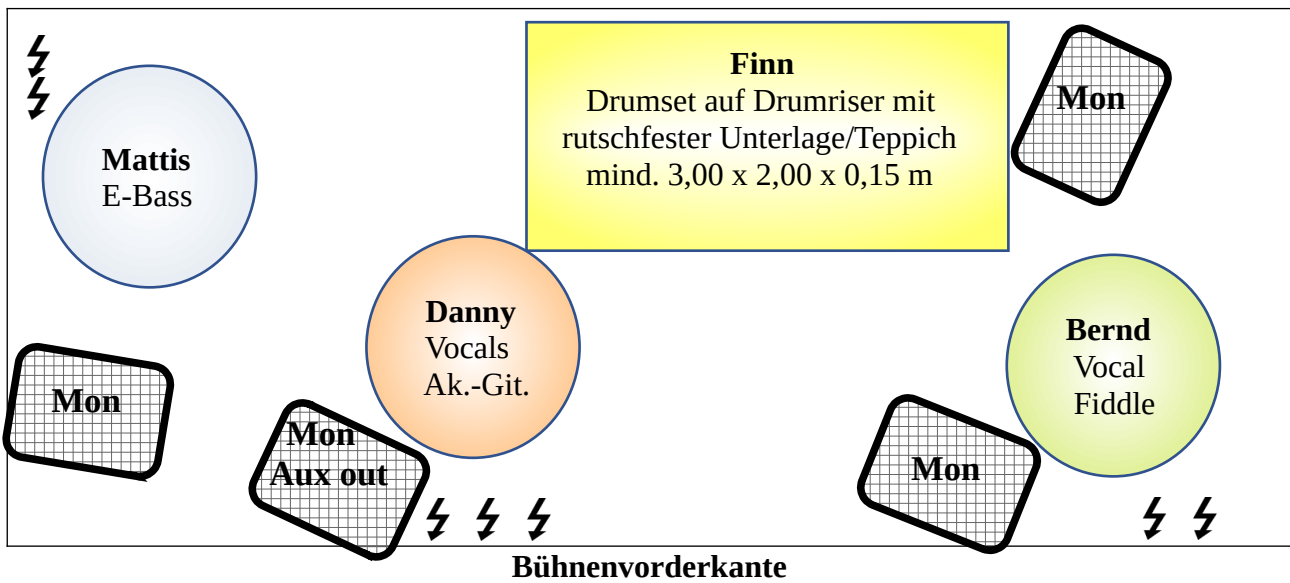 Finn
Drumset auf Drumriser mit
rutschfester Unterlage/Teppich
mind. 3,00 x 2,00 x 0,15 m
Mon
Mattis
E-Bass
Danny
Vocals
Ak.-Git.
Bernd
Vocal
Fiddle
Mon
Mon
Aux out
Mon
Bühnenvorderkante